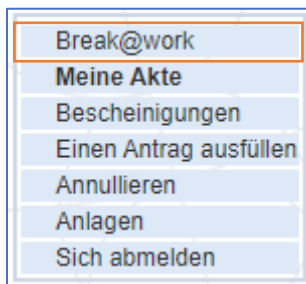 Break@work
Meine Akte
Bescheinigungen
Einen Antrag ausfüllen
Annullieren
Anlagen
Sich abmelden